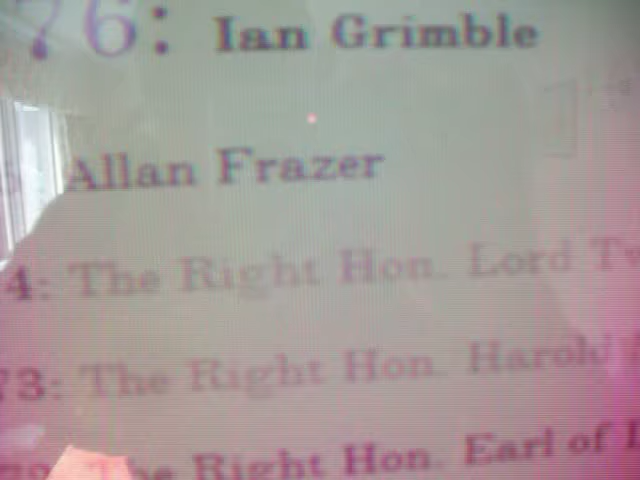 76: Ian Grimble
Allan Frazer
4: The Right Hon. Lord
73: The Right Hon. Harold
The Right Hon. Earl of